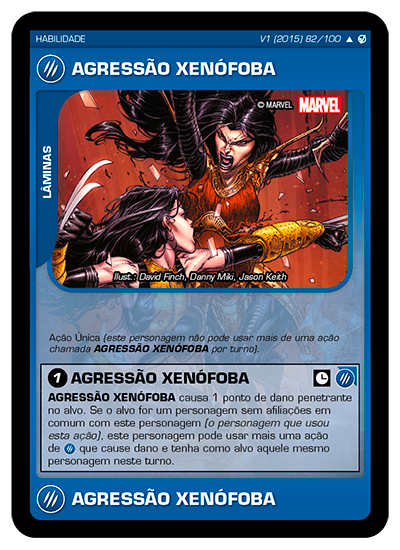 HABILIDADE
V1 (2015) 82/100 ▲
AGRESSÃO XENÓFOBA
© MARVEL MARVEL
LÂMINAS
Ilust.: David Finch, Danny Miki, Jason Keith
Ação Única (este personagem não pode usar mais de uma ação
chamada AGRESSÃO XENÓFOBA por turno).
1 AGRESSÃO XENÓFOBA
AGRESSÃO XENÓFOBA causa 1 ponto de dano penetrante
no alvo. Se o alvo for um personagem sem afiliações em
comum com este personagem (o personagem que usou
esta ação), este personagem pode usar mais uma ação
de que cause dano e tenha como alvo aquele mesmo
personagem neste turno.
AGRESSÃO XENÓFOBA